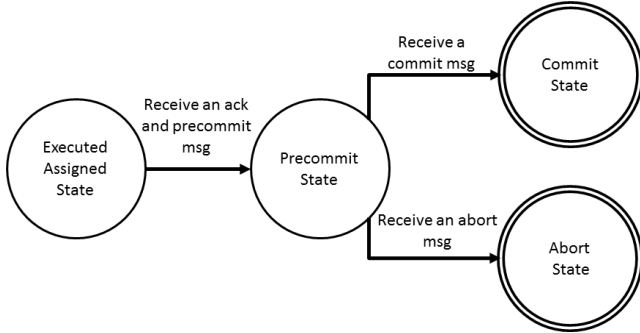 Receive a
commit msg
Commit
State
Receive an ack
and precommit
msg
Executed
Assigned
State
Precommit
State
Receive an abort
msg
Abort
State